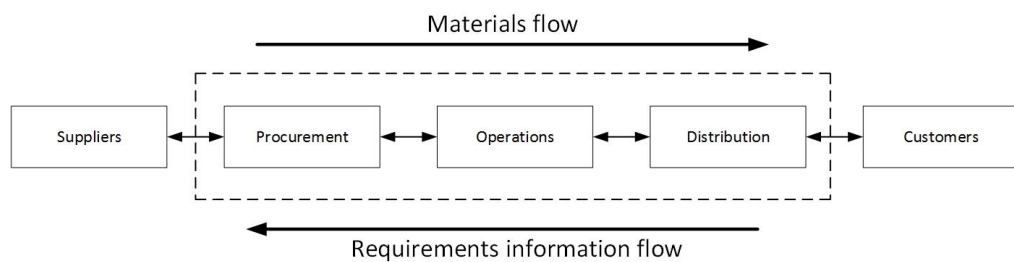 Materials flow
Suppliers
Procurement
Operations
Distribution
Customers
Requirements information flow